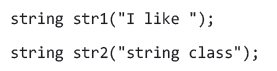 string str1("I like ");
string str2("string class");